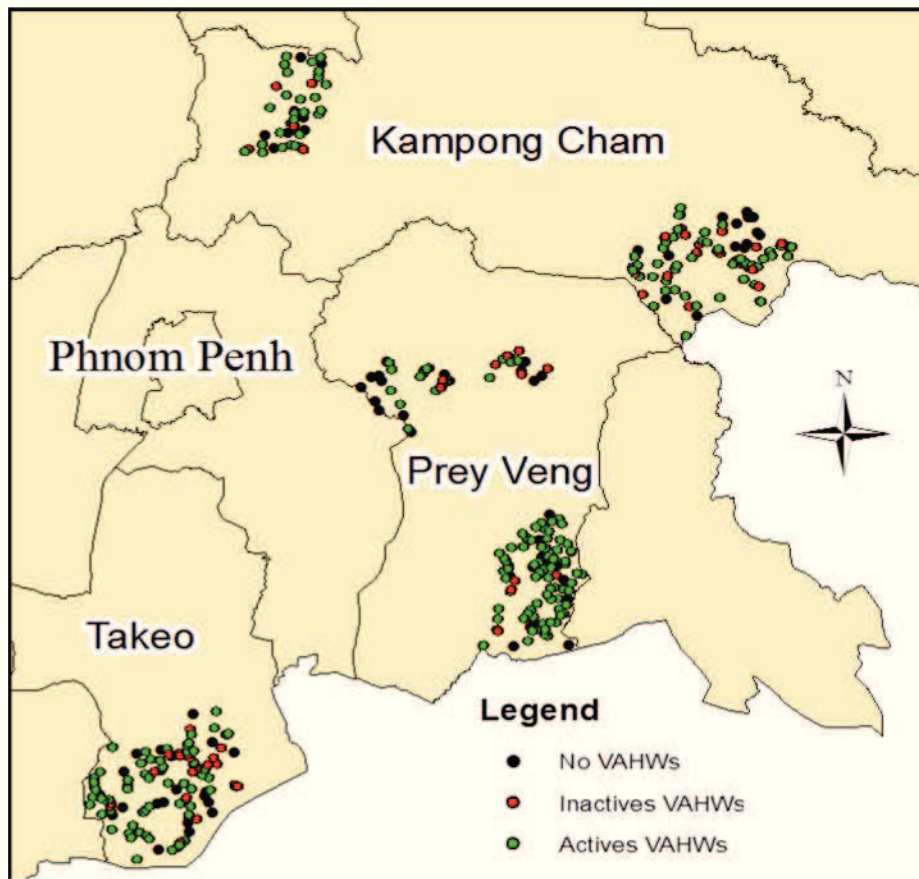 Kampong Cham
Phnom Penh
N
Prey Veng
Takeo
Legend
No VAHWs
Inactives VAHWs
Actives VAHWs